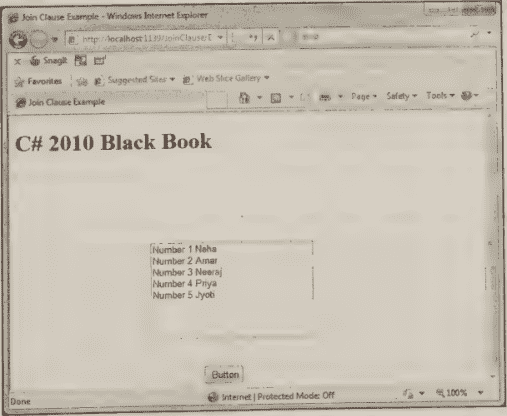 Join Clause Example - Windows Internet Explorer
http://localhost:1139/JoinClauseE
Snagit
Favorites Suggested Sites Web Slice Gallery
Join Clause Example Page Safety Tools
C# 2010 Black Book
Number 1 Neha
Number 2 Amar
Number 3 Neeraj
Number 4 Priya
Number 5 Jyoti
Button
Done Internet | Protected Mode: Off 100%